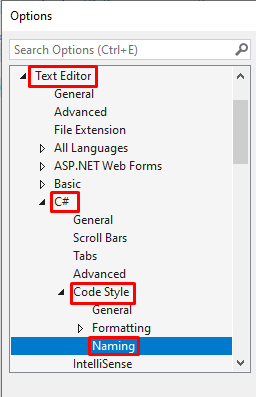 Options
Search Options (Ctrl+E)
Text Editor
General
Advanced
File Extension
All Languages
ASP.NET Web Forms
Basic
C#
General
Scroll Bars
Tabs
Advanced
Code Style
General
Formatting
Naming
IntelliSense